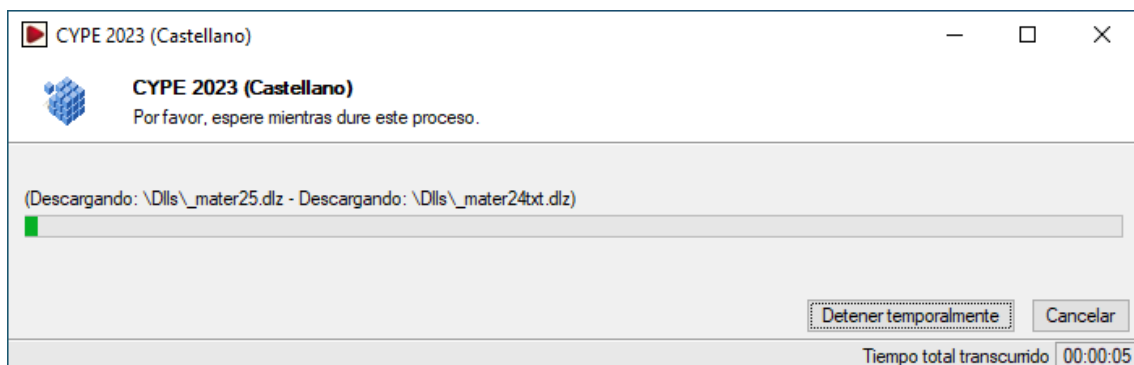 CYPE 2023 (Castellano)
CYPE 2023 (Castellano)
Por favor, espere mientras dure este proceso.
(Descargando: \Dlls\_mater25.dlz - Descargando: \Dlls\_mater24txt.dlz)
Detener temporalmente Cancelar
Tiempo total transcurrido 00:00:05